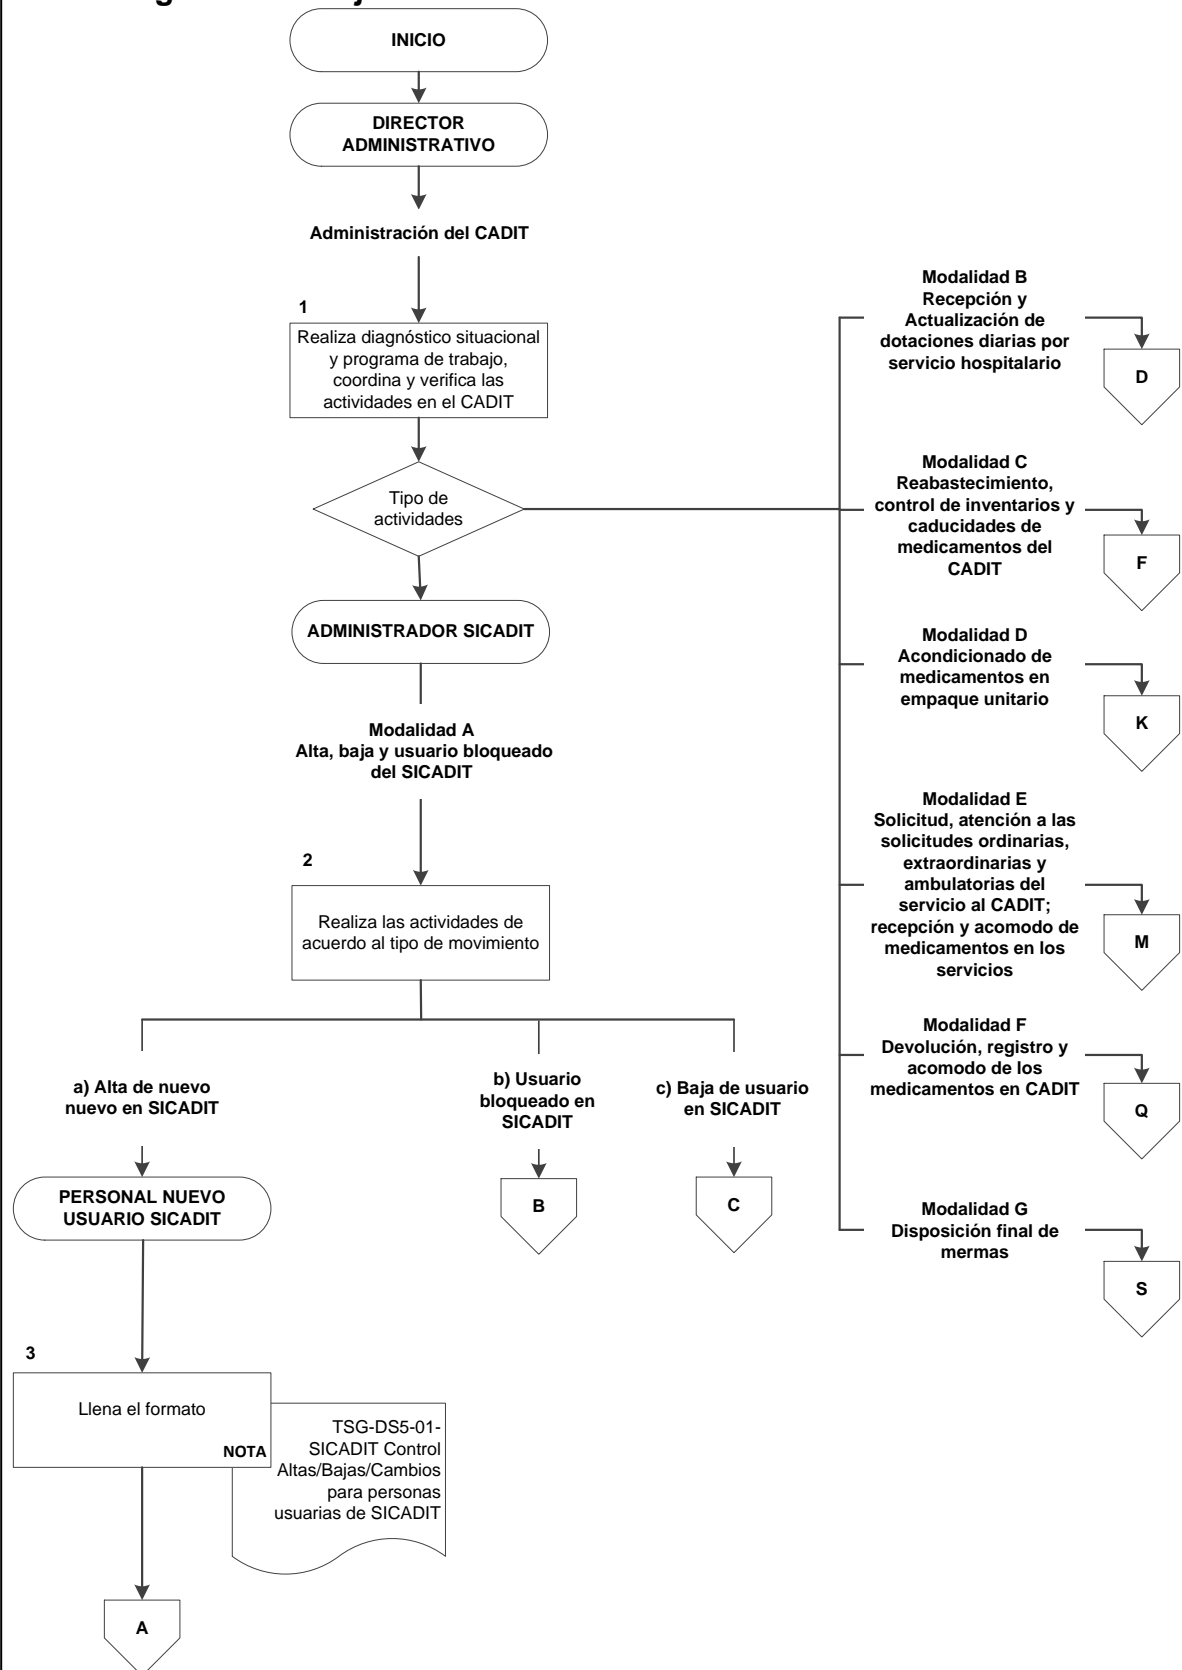 INICIO
DIRECTOR
ADMINISTRATIVO
Administración del CADIT
1
Realiza diagnóstico situacional
y programa de trabajo,
coordina y verifica las
actividades en el CADIT
Tipo de
actividades
ADMINISTRADOR SICADIT
Modalidad A
Alta, baja y usuario bloqueado
del SICADIT
2
Realiza las actividades de
acuerdo al tipo de movimiento
a) Alta de nuevo
nuevo en SICADIT
b) Usuario
bloqueado en
SICADIT
c) Baja de usuario
en SICADIT
PERSONAL NUEVO
USUARIO SICADIT
B
C
3
Llena el formato
NOTA
TSG-DS5-01-
SICADIT Control
Altas/Bajas/Cambios
para personas
usuarias de SICADIT
A
Modalidad B
Recepción y
Actualización de
dotaciones diarias por
servicio hospitalario
D
Modalidad C
Reabastecimiento,
control de inventarios y
caducidades de
medicamentos del
CADIT
F
Modalidad D
Acondicionado de
medicamentos en
empaque unitario
K
Modalidad E
Solicitud, atención a las
solicitudes ordinarias,
extraordinarias y
ambulatorias del
servicio al CADIT;
recepción y acomodo de
medicamentos en los
servicios
M
Modalidad F
Devolución, registro y
acomodo de los
medicamentos en CADIT
Q
Modalidad G
Disposición final de
mermas
S